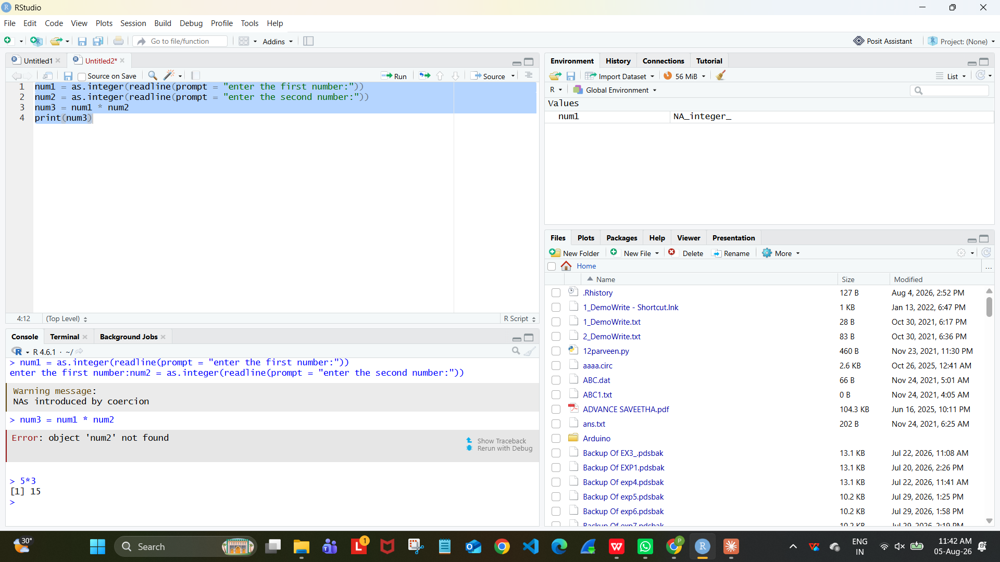 RStudio
File Edit Code View Plots Session Build Debug Profile Tools Help
Go to file/function Addins Posit Assistant Project: (None)
Untitled1 Untitled2*
Source on Save Run Source
1 num1 = as.integer(readline(prompt = "enter the first number:"))
2 num2 = as.integer(readline(prompt = "enter the second number:"))
3 num3 = num1 * num2
4 print(num3)
4:12 (Top Level) R Script
Console Terminal Background Jobs
R 4.6.1 · ~/
> num1 = as.integer(readline(prompt = "enter the first number:"))
enter the first number:num2 = as.integer(readline(prompt = "enter the second number:"))
Warning message:
NAs introduced by coercion
> num3 = num1 * num2
Error: object 'num2' not found
Show Traceback
Rerun with Debug
> 5*3
[1] 15
>
Environment History Connections Tutorial
Import Dataset 56 MiB List
R Global Environment
Values
num1 NA_integer_
Files Plots Packages Help Viewer Presentation
New Folder New File Delete Rename More
Home ...
Name Size Modified
.Rhistory 127 B Aug 4, 2026, 2:52 PM
1_DemoWrite - Shortcut.lnk 1 KB Jan 13, 2022, 6:47 PM
1_DemoWrite.txt 28 B Oct 30, 2021, 6:17 PM
2_DemoWrite.txt 83 B Oct 30, 2021, 6:36 PM
12parveen.py 460 B Nov 23, 2021, 11:30 PM
aaaa.circ 2.6 KB Oct 26, 2025, 12:41 AM
ABC.dat 66 B Nov 24, 2021, 5:01 AM
ABC1.txt 0 B Nov 24, 2021, 4:05 AM
ADVANCE SAVEETHA.pdf 104.3 KB Jun 16, 2025, 10:11 PM
ans.txt 202 B Nov 24, 2021, 6:25 AM
Arduino
Backup Of EX3_.pdsbak 13.1 KB Jul 22, 2026, 11:08 AM
Backup Of EXP1.pdsbak 13.1 KB Jul 20, 2026, 2:26 PM
Backup Of exp4.pdsbak 13.1 KB Jul 22, 2026, 11:41 AM
Backup Of exp5.pdsbak 10.2 KB Jul 29, 2026, 1:25 PM
Backup Of exp6.pdsbak 10.2 KB Jul 29, 2026, 1:58 PM
Backup Of exp7.pdsbak 10.2 KB Jul 29, 2026, 2:19 PM
30° Search 1 ENG 11:42 AM
IN 05-Aug-26